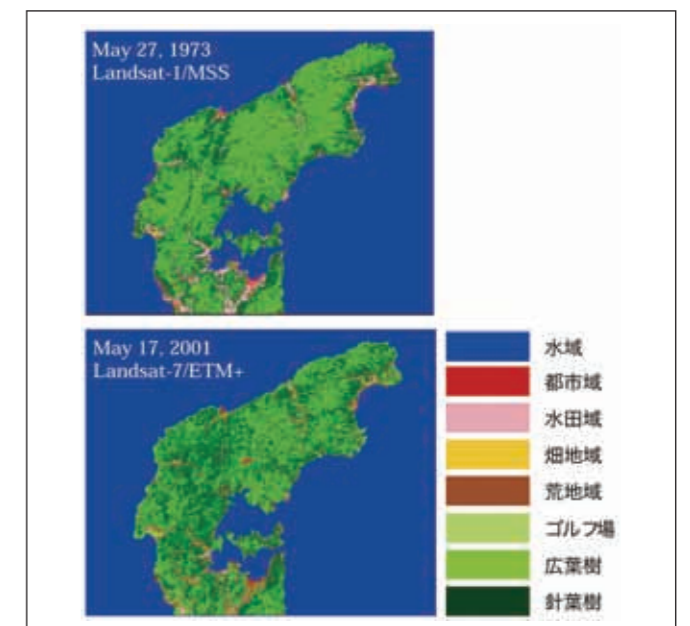 May 27, 1973
Landsat-1/MSS
May 17, 2001
Landsat-7/ETM+
水域
都市域
水田域
畑地域
荒地域
ゴルフ場
広葉樹
針葉樹